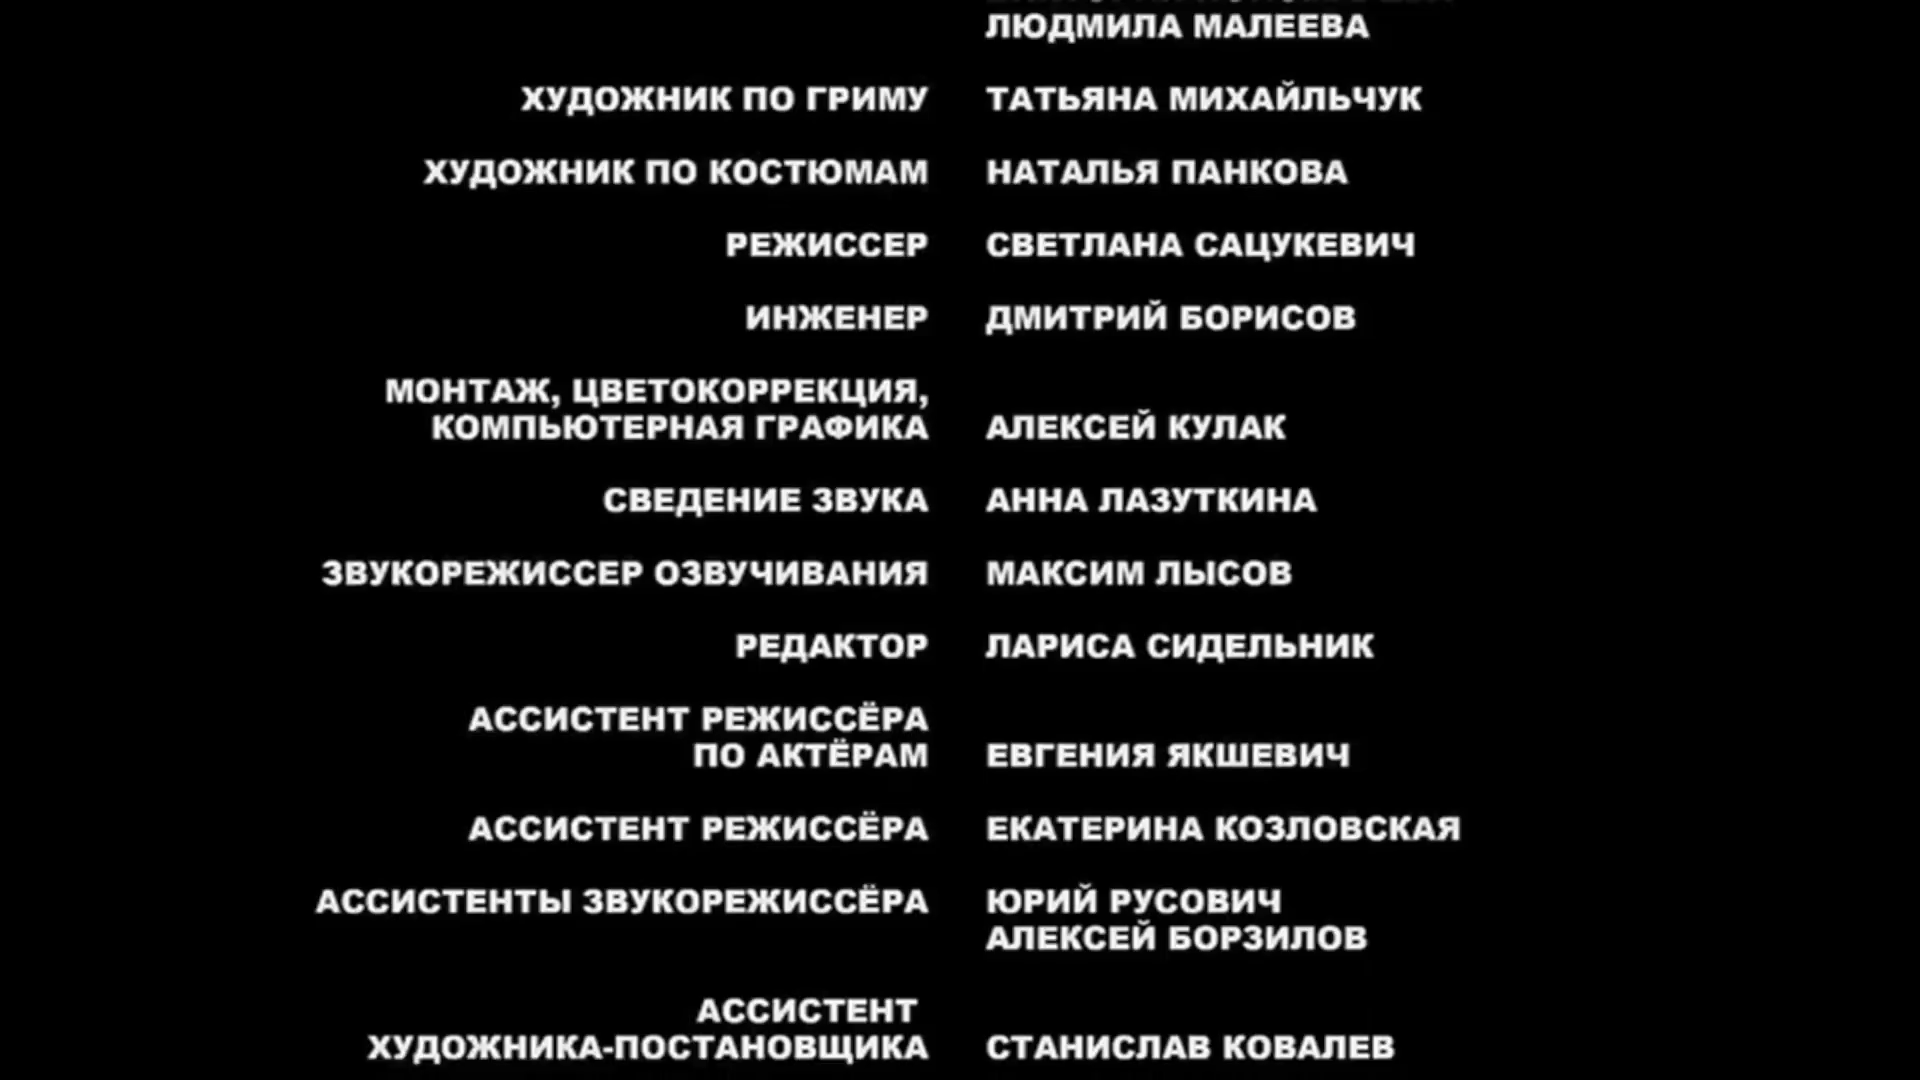 ЛЮДМИЛА МАЛЕЕВА
ХУДОЖНИК ПО ГРИМУ ТАТЬЯНА МИХАЙЛЬЧУК
ХУДОЖНИК ПО КОСТЮМАМ НАТАЛЬЯ ПАНКОВА
РЕЖИССЕР СВЕТЛАНА САЦУКЕВИЧ
ИНЖЕНЕР ДМИТРИЙ БОРИСОВ
МОНТАЖ, ЦВЕТОКОРРЕКЦИЯ,
КОМПЬЮТЕРНАЯ ГРАФИКА АЛЕКСЕЙ КУЛАК
СВЕДЕНИЕ ЗВУКА АННА ЛАЗУТКИНА
ЗВУКОРЕЖИССЕР ОЗВУЧИВАНИЯ МАКСИМ ЛЫСОВ
РЕДАКТОР ЛАРИСА СИДЕЛЬНИК
АССИСТЕНТ РЕЖИССЁРА
ПО АКТЁРАМ ЕВГЕНИЯ ЯКШЕВИЧ
АССИСТЕНТ РЕЖИССЁРА ЕКАТЕРИНА КОЗЛОВСКАЯ
АССИСТЕНТЫ ЗВУКОРЕЖИССЁРА ЮРИЙ РУСОВИЧ
АЛЕКСЕЙ БОРЗИЛОВ
АССИСТЕНТ
ХУДОЖНИКА-ПОСТАНОВЩИКА СТАНИСЛАВ КОВАЛЕВ